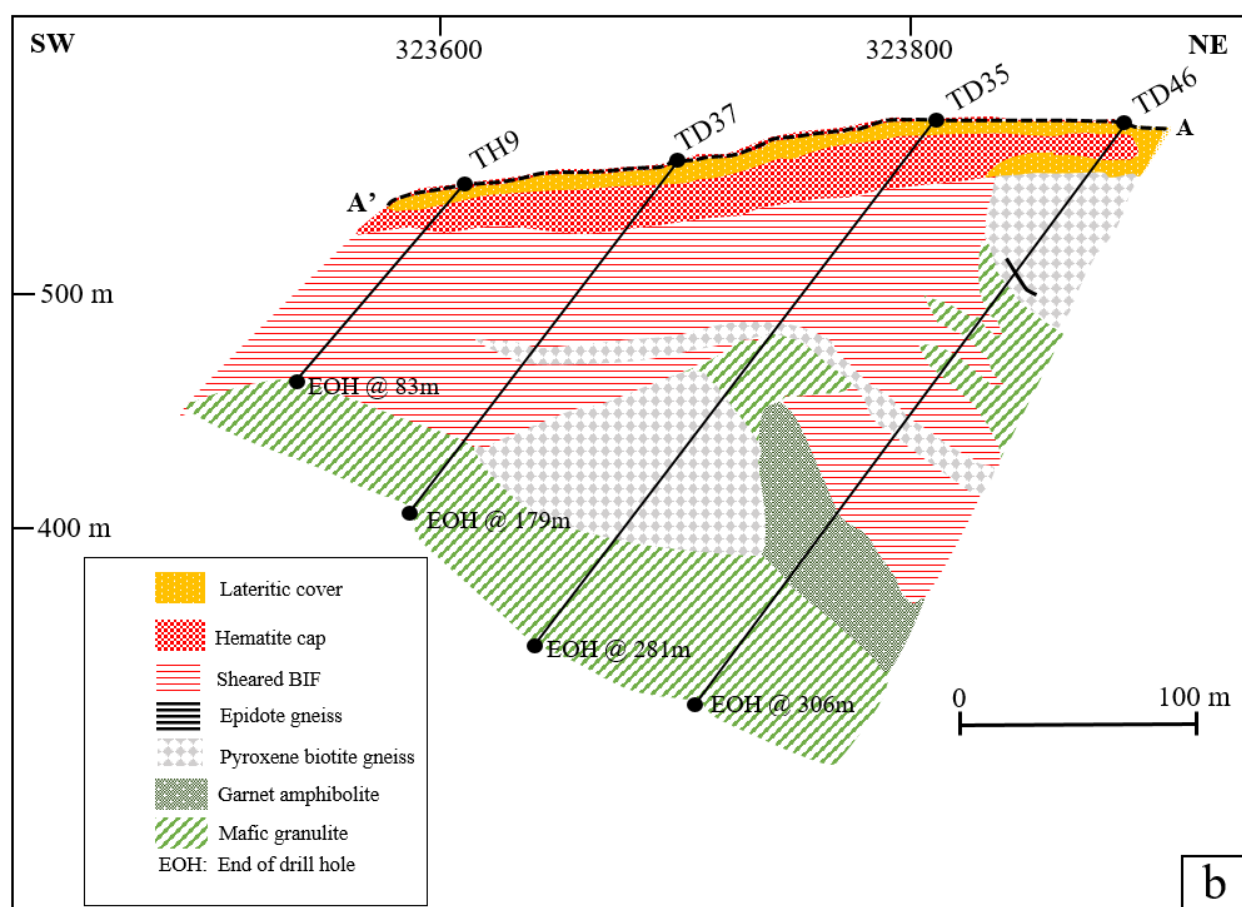 SW
323600
323800
NE
TH9
TD37
TD35
TD46
A
A’
500 m
EOH @ 83m
400 m
EOH @ 179m
EOH @ 281m
EOH @ 306m
0
100 m
Lateritic cover
Hematite cap
Sheared BIF
Epidote gneiss
Pyroxene biotite gneiss
Garnet amphibolite
Mafic granulite
EOH: End of drill hole
b